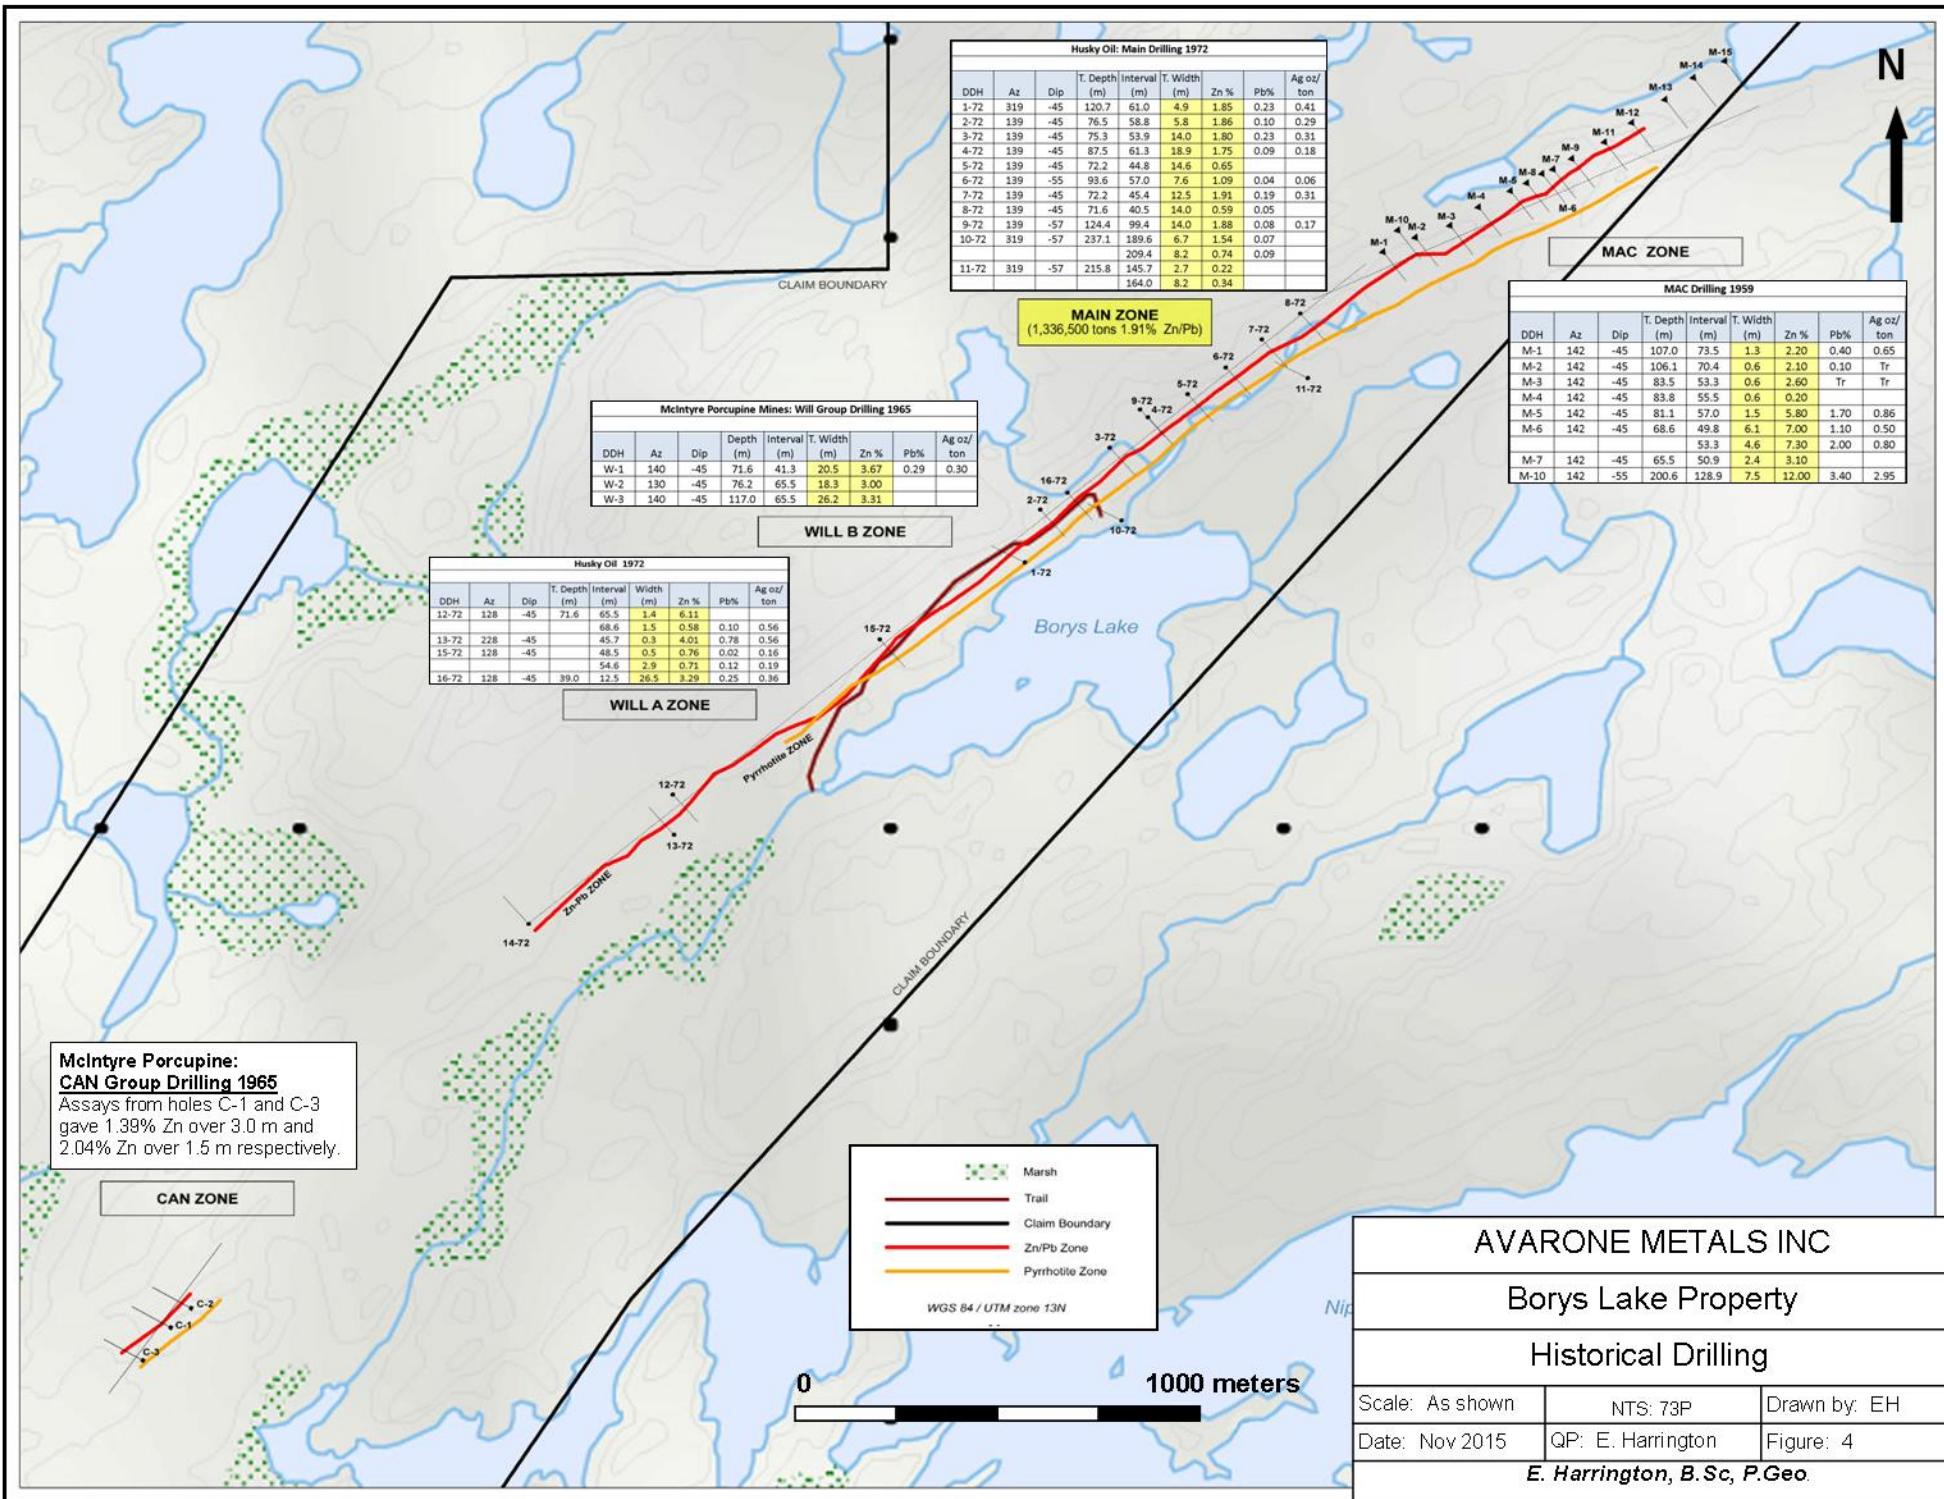 Husky Oil: Main Drilling 1972
DDH Az Dip T. Depth (m) Interval (m) T. Width (m) Zn % Pb% Ag oz/ ton
1-72 319 -45 120.7 61.0 4.9 1.85 0.23 0.41
2-72 139 -45 76.5 58.8 5.8 1.86 0.10 0.29
3-72 139 -45 75.3 53.9 14.0 1.80 0.23 0.31
4-72 139 -45 87.5 61.3 18.9 1.75 0.09 0.18
5-72 139 -45 72.2 44.8 14.6 0.65
6-72 139 -55 93.6 57.0 7.6 1.09 0.04 0.06
7-72 139 -45 72.2 45.4 12.5 1.91 0.19 0.31
8-72 139 -45 71.6 40.5 14.0 0.59 0.05
9-72 139 -57 124.4 99.4 14.0 1.88 0.08 0.17
10-72 319 -57 237.1 189.6 6.7 1.54 0.07
209.4 8.2 0.74 0.09
11-72 319 -57 215.8 145.7 2.7 0.22
164.0 8.2 0.34
MAIN ZONE
(1,336,500 tons 1.91% Zn/Pb)
N
M-15
M-14
M-13
M-12
M-11
M-9
M-7
M-8
M-5
M-6
M-4
M-3
M-10
M-2
M-1
MAC ZONE
MAC Drilling 1959
DDH Az Dip T. Depth (m) Interval (m) T. Width (m) Zn % Pb% Ag oz/ ton
M-1 142 -45 107.0 73.5 1.3 2.20 0.40 0.65
M-2 142 -45 106.1 70.4 0.6 2.10 0.10 Tr
M-3 142 -45 83.5 53.3 0.6 2.60 Tr Tr
M-4 142 -45 83.8 55.5 0.6 0.20
M-5 142 -45 81.1 57.0 1.5 5.80 1.70 0.86
M-6 142 -45 68.6 49.8 6.1 7.00 1.10 0.50
53.3 4.6 7.30 2.00 0.80
M-7 142 -45 65.5 50.9 2.4 3.10
M-10 142 -55 200.6 128.9 7.5 12.00 3.40 2.95
CLAIM BOUNDARY
8-72
7-72
6-72
11-72
5-72
9-72
4-72
3-72
16-72
2-72
10-72
1-72
15-72
McIntyre Porcupine Mines: Will Group Drilling 1965
DDH Az Dip Depth (m) Interval (m) T. Width (m) Zn % Pb% Ag oz/ ton
W-1 140 -45 71.6 41.3 20.5 3.67 0.29 0.30
W-2 130 -45 76.2 65.5 18.3 3.00
W-3 140 -45 117.0 65.5 26.2 3.31
WILL B ZONE
Husky Oil 1972
DDH Az Dip T. Depth (m) Interval (m) Width (m) Zn % Pb% Ag oz/ ton
12-72 128 -45 71.6 65.5 1.4 6.11
68.6 1.5 0.58 0.10 0.56
13-72 228 -45 45.7 0.3 4.01 0.78 0.56
15-72 128 -45 48.5 0.5 0.76 0.02 0.16
54.6 2.9 0.71 0.12 0.19
16-72 128 -45 39.0 12.5 26.5 3.29 0.25 0.36
WILL A ZONE
Borys Lake
Pyrrhotite ZONE
12-72
13-72
Zn-Pb ZONE
14-72
CLAIM BOUNDARY
McIntyre Porcupine:
CAN Group Drilling 1965
Assays from holes C-1 and C-3
gave 1.39% Zn over 3.0 m and
2.04% Zn over 1.5 m respectively.
CAN ZONE
C-2
C-1
C-3
Marsh
Trail
Claim Boundary
Zn/Pb Zone
Pyrrhotite Zone
WGS 84 / UTM zone 13N
0 1000 meters
Nip
AVARONE METALS INC
Borys Lake Property
Historical Drilling
Scale: As shown NTS: 73P Drawn by: EH
Date: Nov 2015 QP: E. Harrington Figure: 4
E. Harrington, B.Sc, P.Geo.